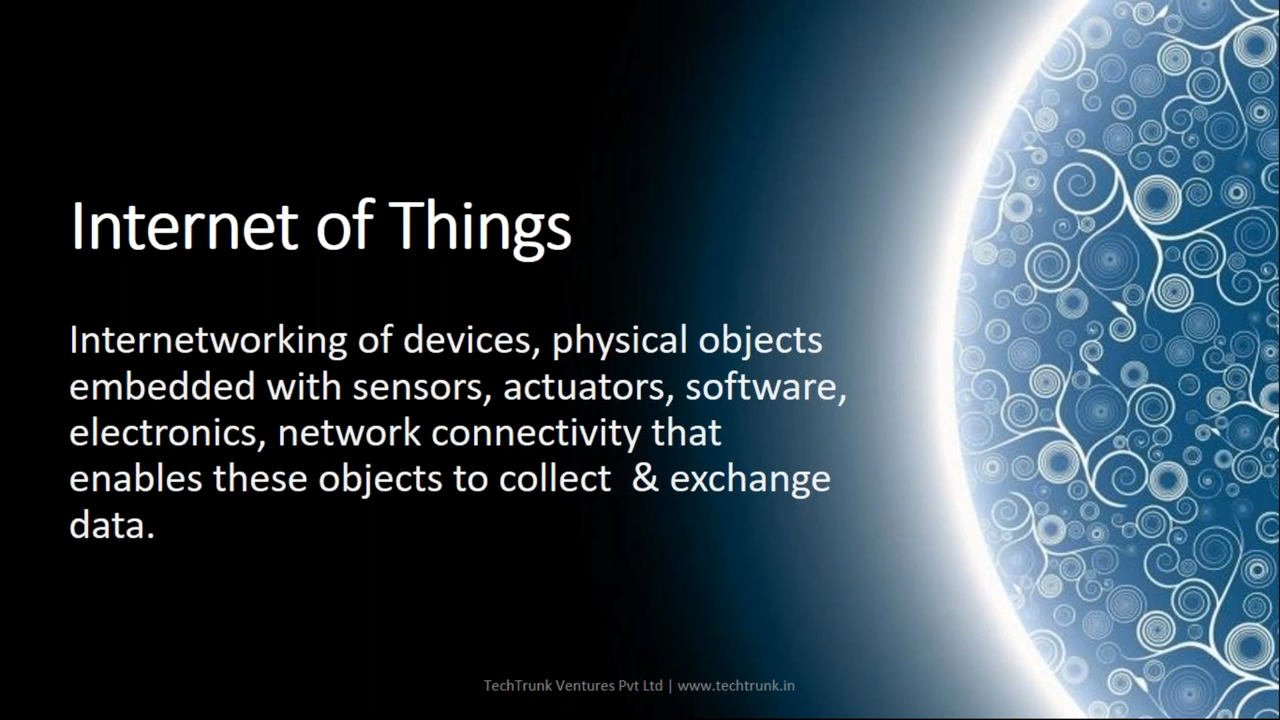 Internet of Things
Internetworking of devices, physical objects
embedded with sensors, actuators, software,
electronics, network connectivity that
enables these objects to collect  & exchange
data.
TechTrunk Ventures Pvt Ltd | www.techtrunk.in